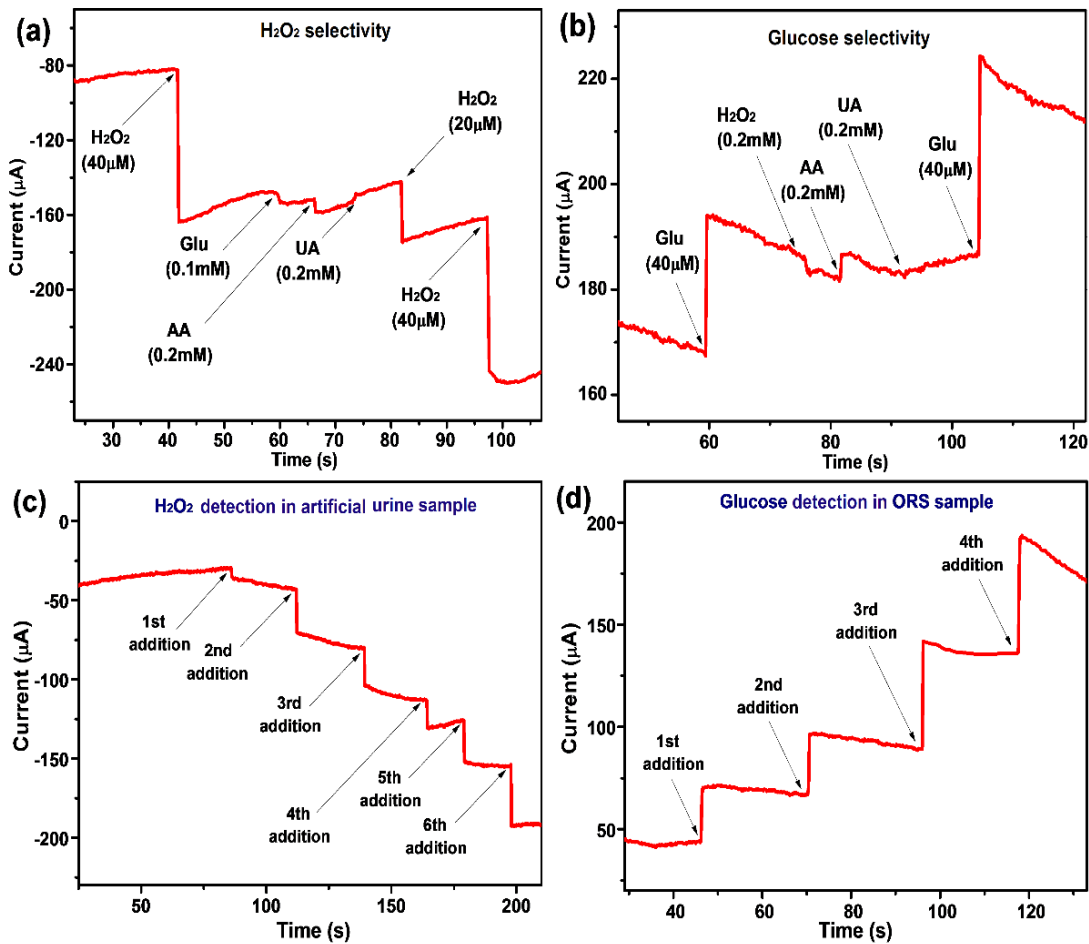 (a)
H₂O₂ selectivity
-80
-120
-160
-200
-240
Current (μA)
H₂O₂
(40μM)
Glu
(0.1mM)
AA
(0.2mM)
UA
(0.2mM)
H₂O₂
(20μM)
H₂O₂
(40μM)
30 40 50 60 70 80 90 100
Time (s)
(b)
Glucose selectivity
220
200
180
160
Current (μA)
Glu
(40μM)
H₂O₂
(0.2mM)
AA
(0.2mM)
UA
(0.2mM)
Glu
(40μM)
60 80 100 120
Time (s)
(c)
H₂O₂ detection in artificial urine sample
0
-50
-100
-150
-200
Current (μA)
1st
addition
2nd
addition
3rd
addition
4th
addition
5th
addition
6th
addition
50 100 150 200
Time (s)
(d)
Glucose detection in ORS sample
200
150
100
50
Current (μA)
1st
addition
2nd
addition
3rd
addition
4th
addition
40 60 80 100 120
Time (s)